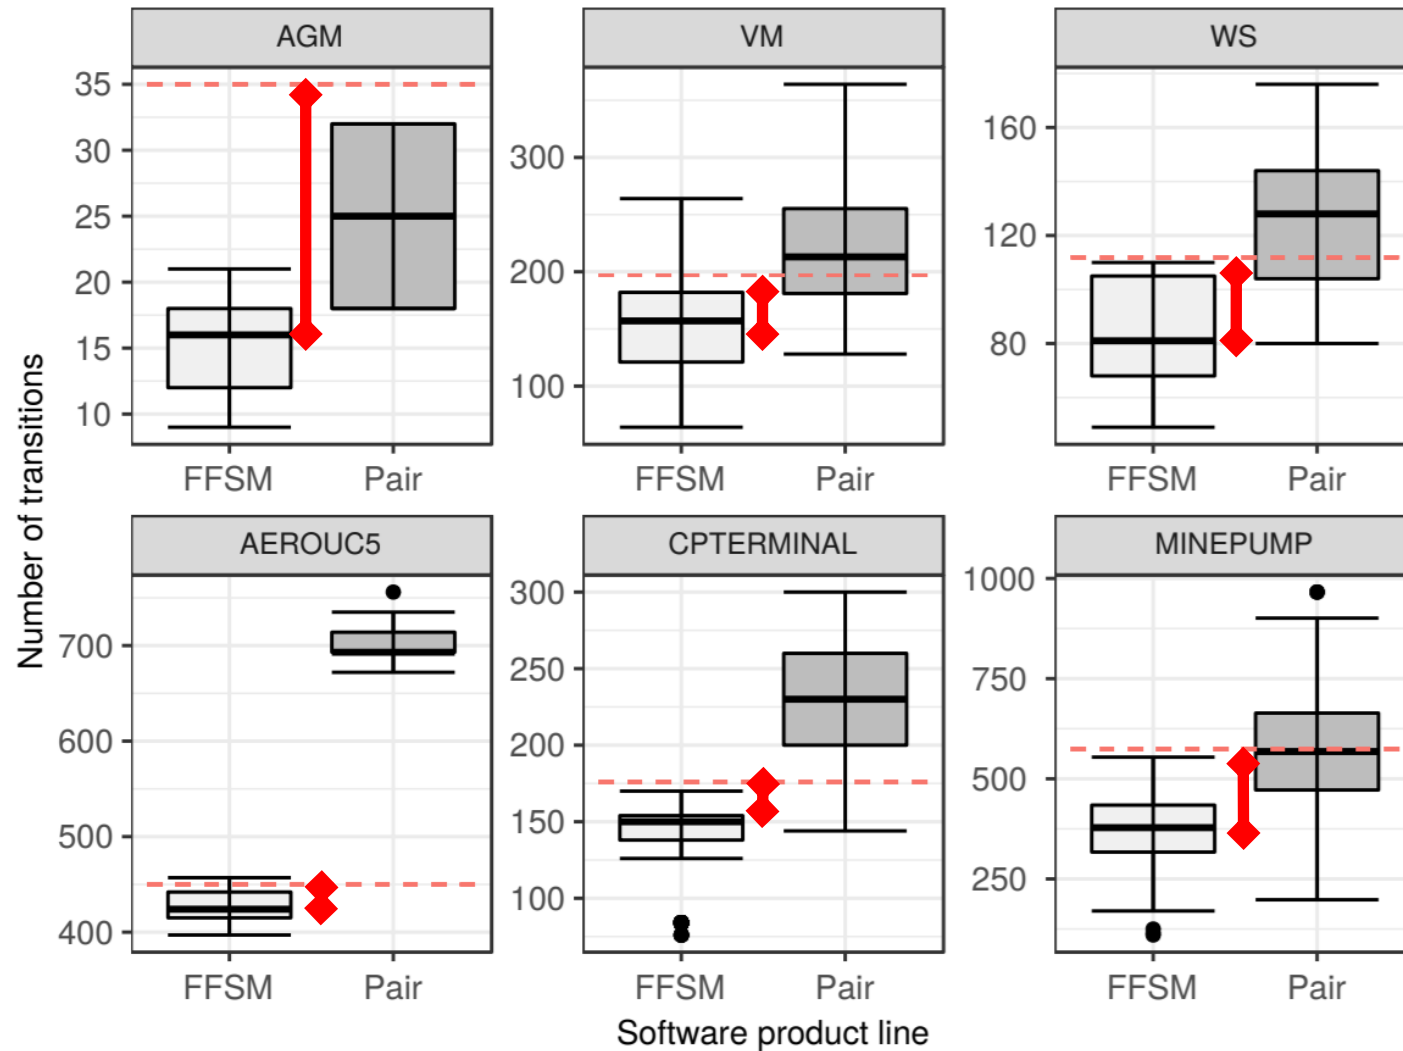 AGM
VM
WS
35
30
25
20
15
10
300
200
100
160
120
80
FFSM
Pair
FFSM
Pair
FFSM
Pair
Number of transitions
AEROUC5
CPTERMINAL
MINEPUMP
700
600
500
400
300
250
200
150
100
1000
750
500
250
FFSM
Pair
FFSM
Pair
FFSM
Pair
Software product line